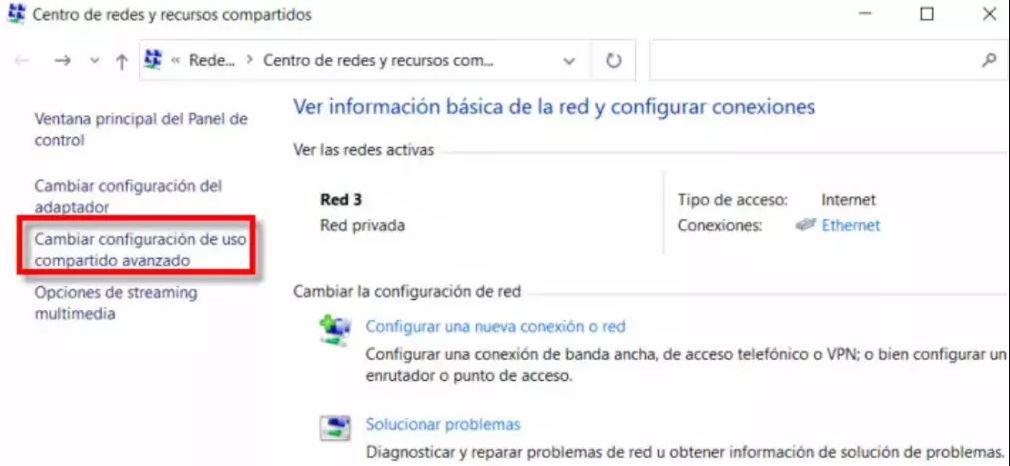 Centro de redes y recursos compartidos
« Rede... > Centro de redes y recursos com...
Ventana principal del Panel de
control
Cambiar configuración del
adaptador
Cambiar configuración de uso
compartido avanzado
Opciones de streaming
multimedia
Ver información básica de la red y configurar conexiones
Ver las redes activas
Red 3
Red privada
Tipo de acceso: Internet
Conexiones: Ethernet
Cambiar la configuración de red
Configurar una nueva conexión o red
Configurar una conexión de banda ancha, de acceso telefónico o VPN; o bien configurar un
enrutador o punto de acceso.
Solucionar problemas
Diagnosticar y reparar problemas de red u obtener información de solución de problemas.